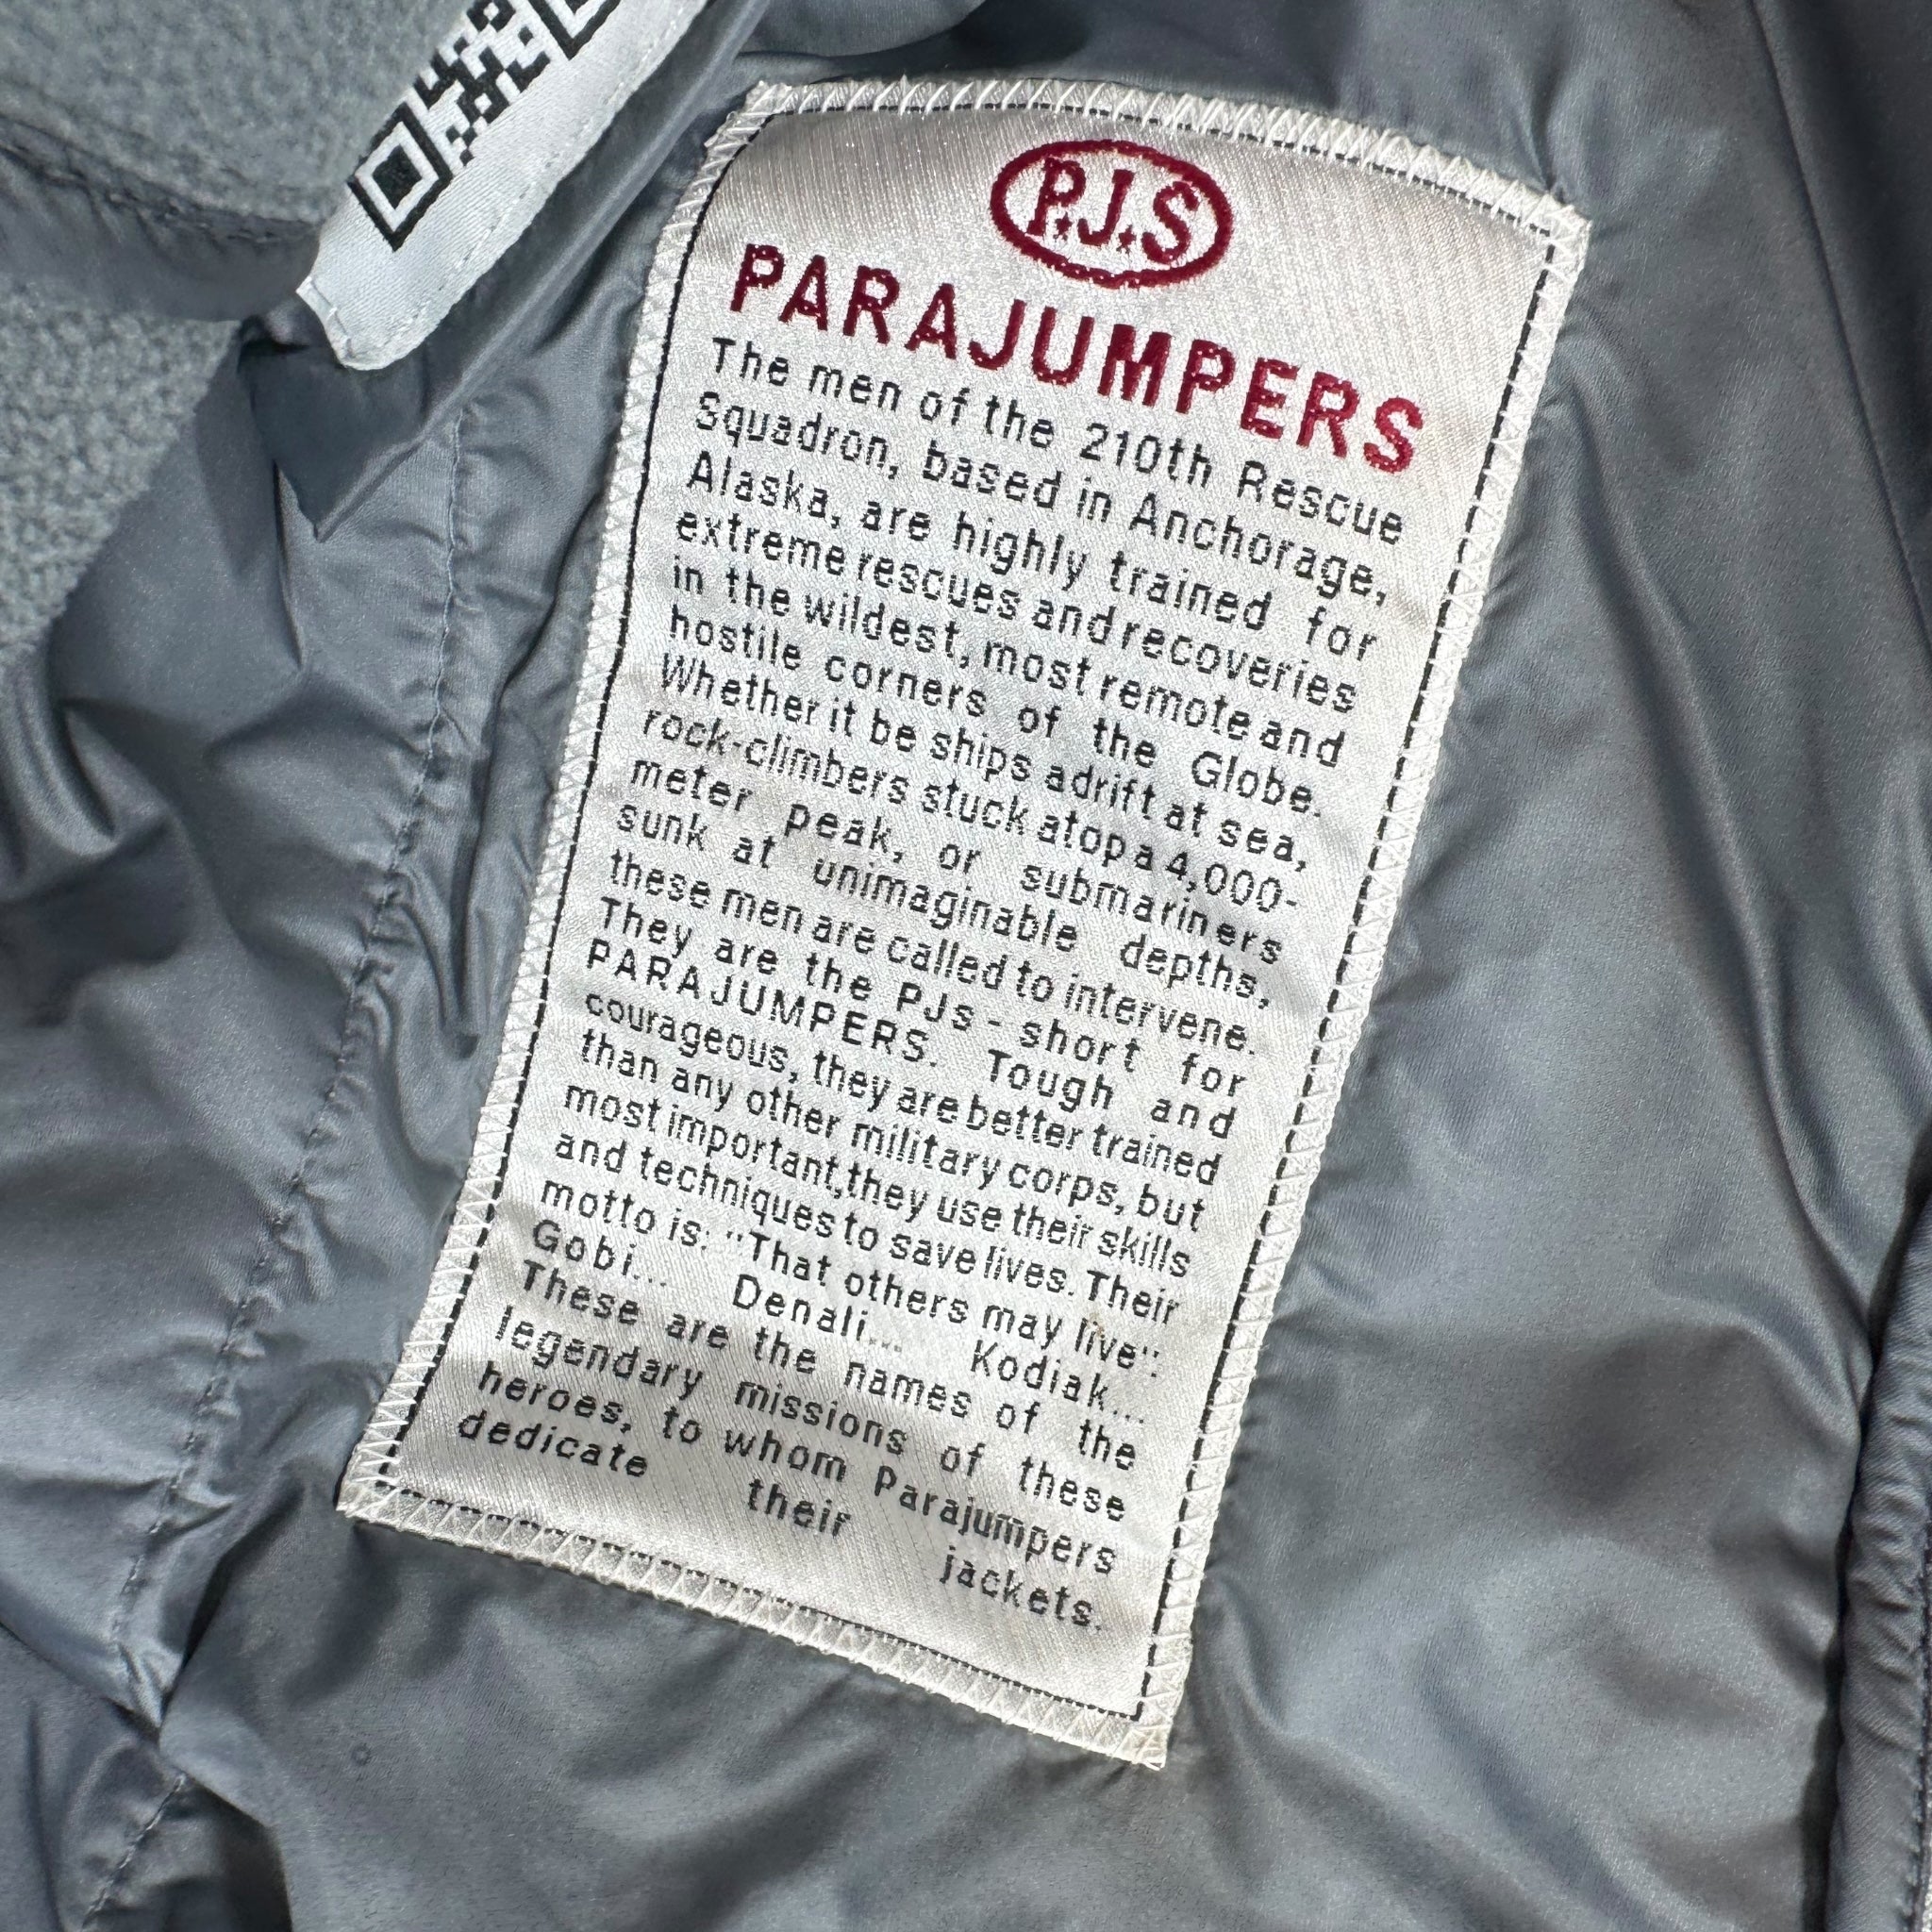 P.J.S
PARAJUMPERS
The men of the 210th Rescue
Squadron, based in Anchorage,
Alaska, are highly trained for
extreme rescues and recoveries
in the wildest, most remote and
hostile corners of the Globe.
Whether it be ships adrift at sea,
rock-climbers stuck atop a 4,000-
meter peak, or submariners
sunk at unimaginable depths,
these men are called to intervene.
They are the PJs - short for
PARAJUMPERS. Tough and
courageous, they are better trained
than any other military corps, but
most important,they use their skills
and techniques to save lives. Their
motto is: "That others may live":
Gobi... Denali... Kodiak...
These are the names of the
legendary missions of these
heroes, to whom Parajumpers
dedicate their jackets.